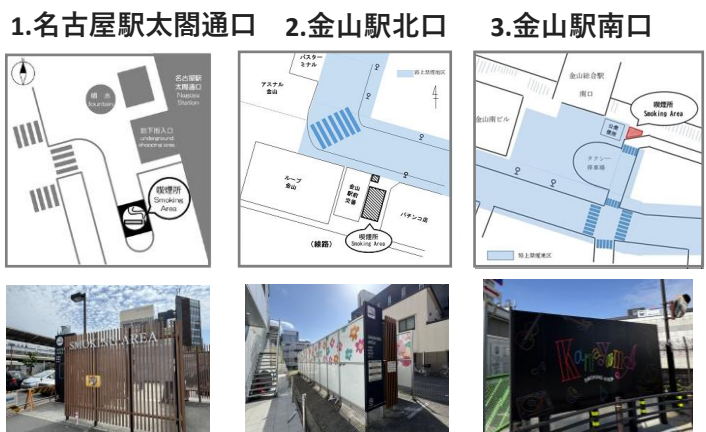 1.名古屋駅太閤通口
2.金山駅北口
3.金山駅南口
名古屋駅
太閤通口
Nagoya
Station
噴水
fountain
地下街入口
underground
shopping area
喫煙所
Smoking
Area
バスター
ミナル
アスナル
金山
路上禁煙地区
ループ
金山
金山
駅前
交番
パチンコ店
(線路)
喫煙所
Smoking Area
金山総合駅
南口
喫煙所
Smoking Area
金山南ビル
公衆
便所
タクシー
停車場
路上禁煙地区
SMOKING AREA
Kanayama